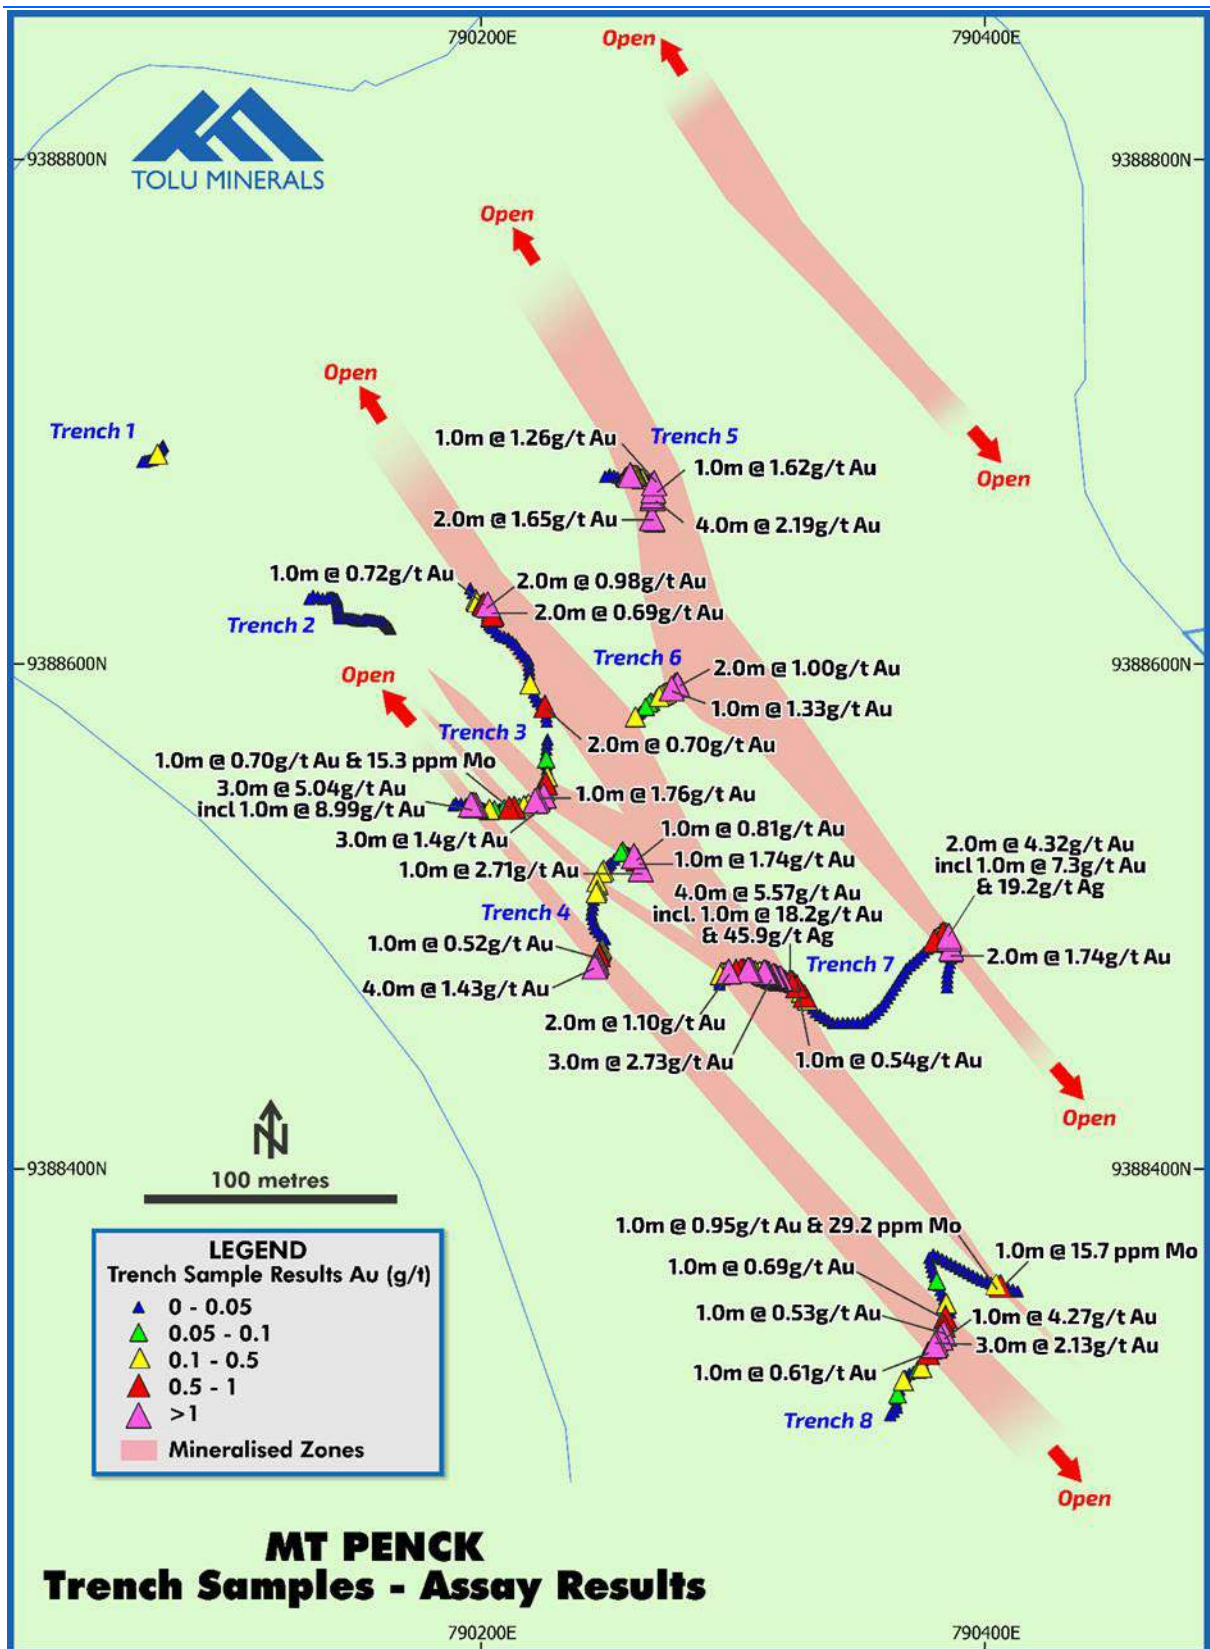 790200E
790400E
Open
9388800N
9388800N
TOLU MINERALS
Open
Open
Trench 1
1.0m @ 1.26g/t Au
Trench 5
1.0m @ 1.62g/t Au
Open
2.0m @ 1.65g/t Au
4.0m @ 2.19g/t Au
1.0m @ 0.72g/t Au
2.0m @ 0.98g/t Au
2.0m @ 0.69g/t Au
Trench 2
Trench 6
9388600N
9388600N
2.0m @ 1.00g/t Au
Open
1.0m @ 1.33g/t Au
Trench 3
2.0m @ 0.70g/t Au
1.0m @ 0.70g/t Au & 15.3 ppm Mo
3.0m @ 5.04g/t Au
incl 1.0m @ 8.99g/t Au
1.0m @ 1.76g/t Au
3.0m @ 1.4g/t Au
1.0m @ 0.81g/t Au
1.0m @ 1.74g/t Au
1.0m @ 2.71g/t Au
2.0m @ 4.32g/t Au
incl 1.0m @ 7.3g/t Au
& 19.2g/t Ag
4.0m @ 5.57g/t Au
incl. 1.0m @ 18.2g/t Au
& 45.9g/t Ag
Trench 4
1.0m @ 0.52g/t Au
Trench 7
2.0m @ 1.74g/t Au
4.0m @ 1.43g/t Au
2.0m @ 1.10g/t Au
3.0m @ 2.73g/t Au
1.0m @ 0.54g/t Au
Open
N
9388400N
9388400N
100 metres
1.0m @ 0.95g/t Au & 29.2 ppm Mo
1.0m @ 15.7 ppm Mo
1.0m @ 0.69g/t Au
1.0m @ 0.53g/t Au
1.0m @ 4.27g/t Au
3.0m @ 2.13g/t Au
1.0m @ 0.61g/t Au
Trench 8
Open
LEGEND
Trench Sample Results Au (g/t)
0 - 0.05
0.05 - 0.1
0.1 - 0.5
0.5 - 1
>1
Mineralised Zones
MT PENCK
Trench Samples - Assay Results
790200E
790400E